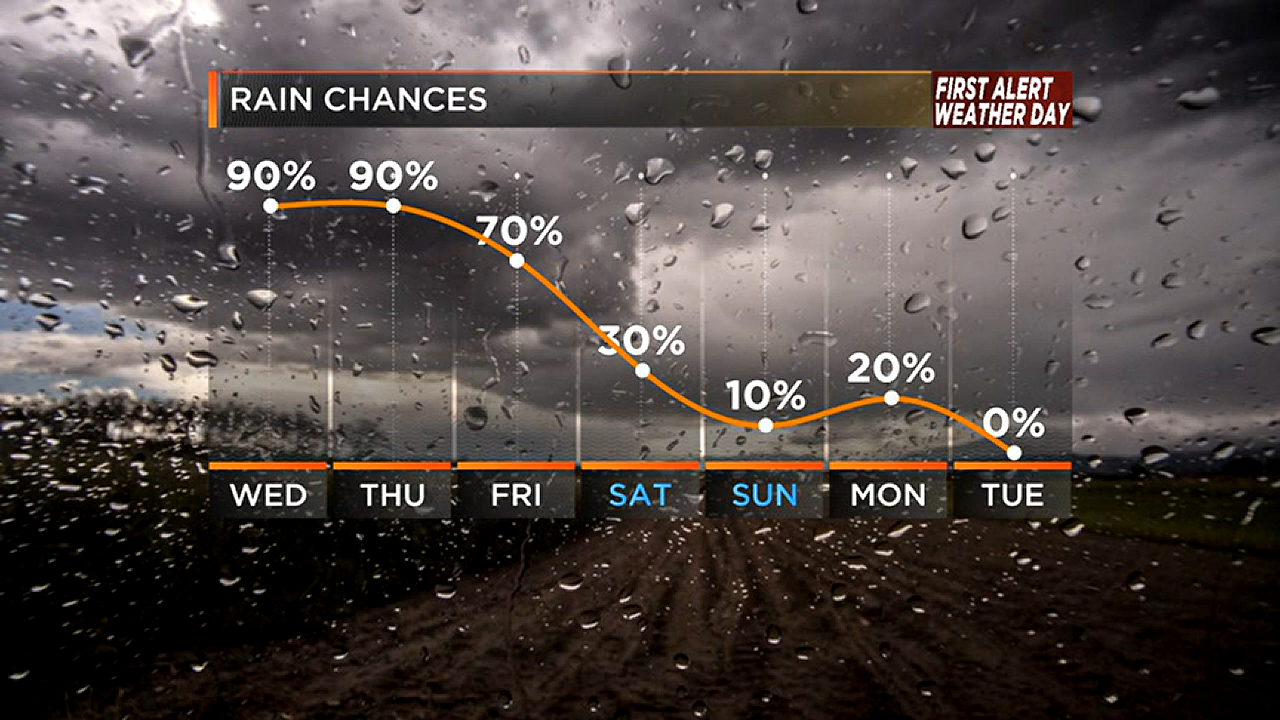 RAIN CHANCES
FIRST ALERT
WEATHER DAY
90% 90%
70%
30%
10%
20%
0%
WED THU FRI SAT SUN MON TUE